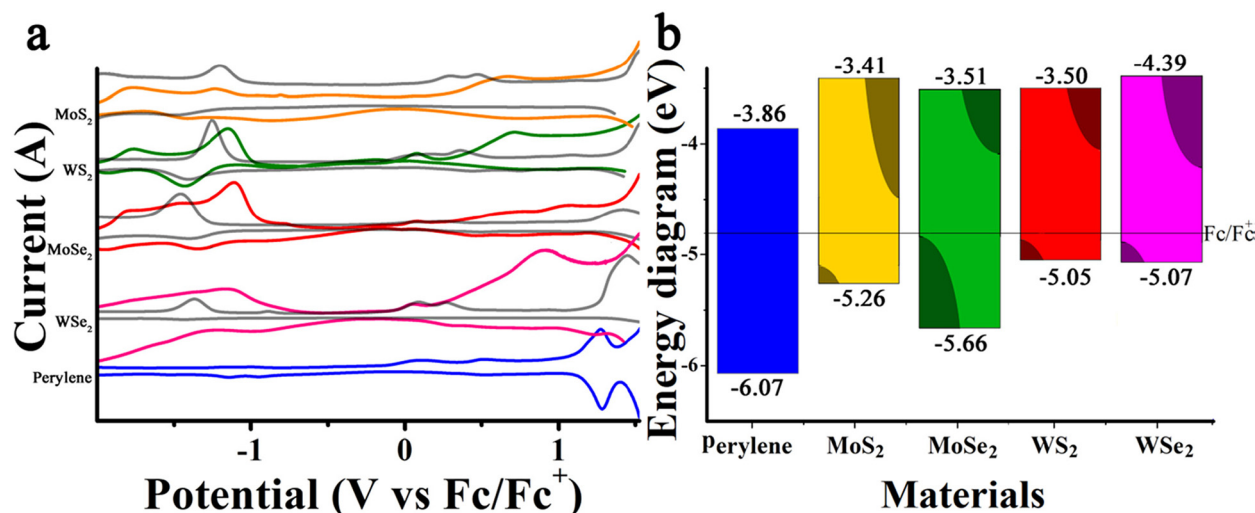 a
Current (A)
MoS2
WS2
MoSe2
WSe2
Perylene
-1
0
1
Potential (V vs Fc/Fc+)
b
Energy diagram (eV)
-4
-5
-6
-3.86
-3.41
-3.51
-3.50
-4.39
Fc/Fc+
-5.26
-5.66
-5.05
-5.07
-6.07
Perylene
MoS2
MoSe2
WS2
WSe2
Materials